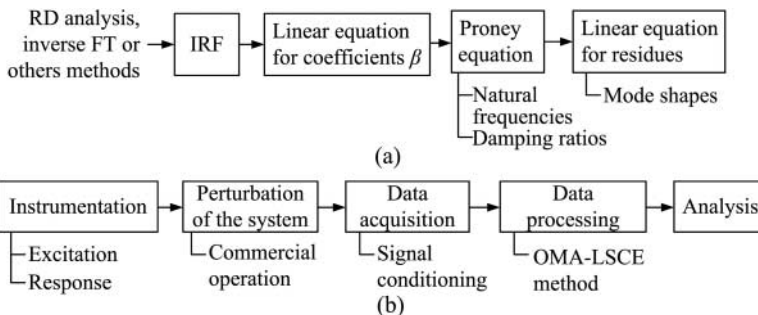 RD analysis,
inverse FT or
others methods
IRF
Linear equation
for coefficients β
Proney
equation
Linear equation
for residues
Natural
frequencies
Damping ratios
Mode shapes
(a)
Instrumentation
Perturbation
of the system
Data
acquisition
Data
processing
Analysis
Excitation
Response
Commercial
operation
Signal
conditioning
OMA-LSCE
method
(b)